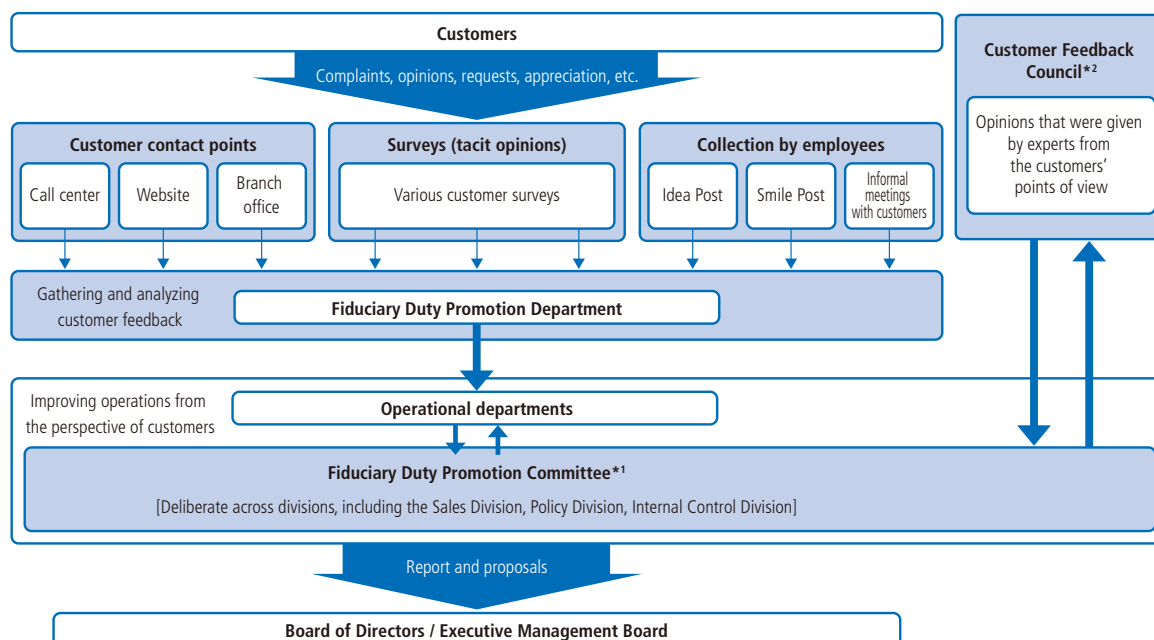 Customers
Complaints, opinions, requests, appreciation, etc.
Customer Feedback
Council*2
Opinions that were given
by experts from
the customers'
points of view
Customer contact points
Call center
Website
Branch
office
Surveys (tacit opinions)
Various customer surveys
Collection by employees
Idea Post
Smile Post
Informal
meetings
with customers
Gathering and analyzing
customer feedback
Fiduciary Duty Promotion Department
Improving operations from
the perspective of customers
Operational departments
Fiduciary Duty Promotion Committee*1
[Deliberate across divisions, including the Sales Division, Policy Division, Internal Control Division]
Report and proposals
Board of Directors / Executive Management Board